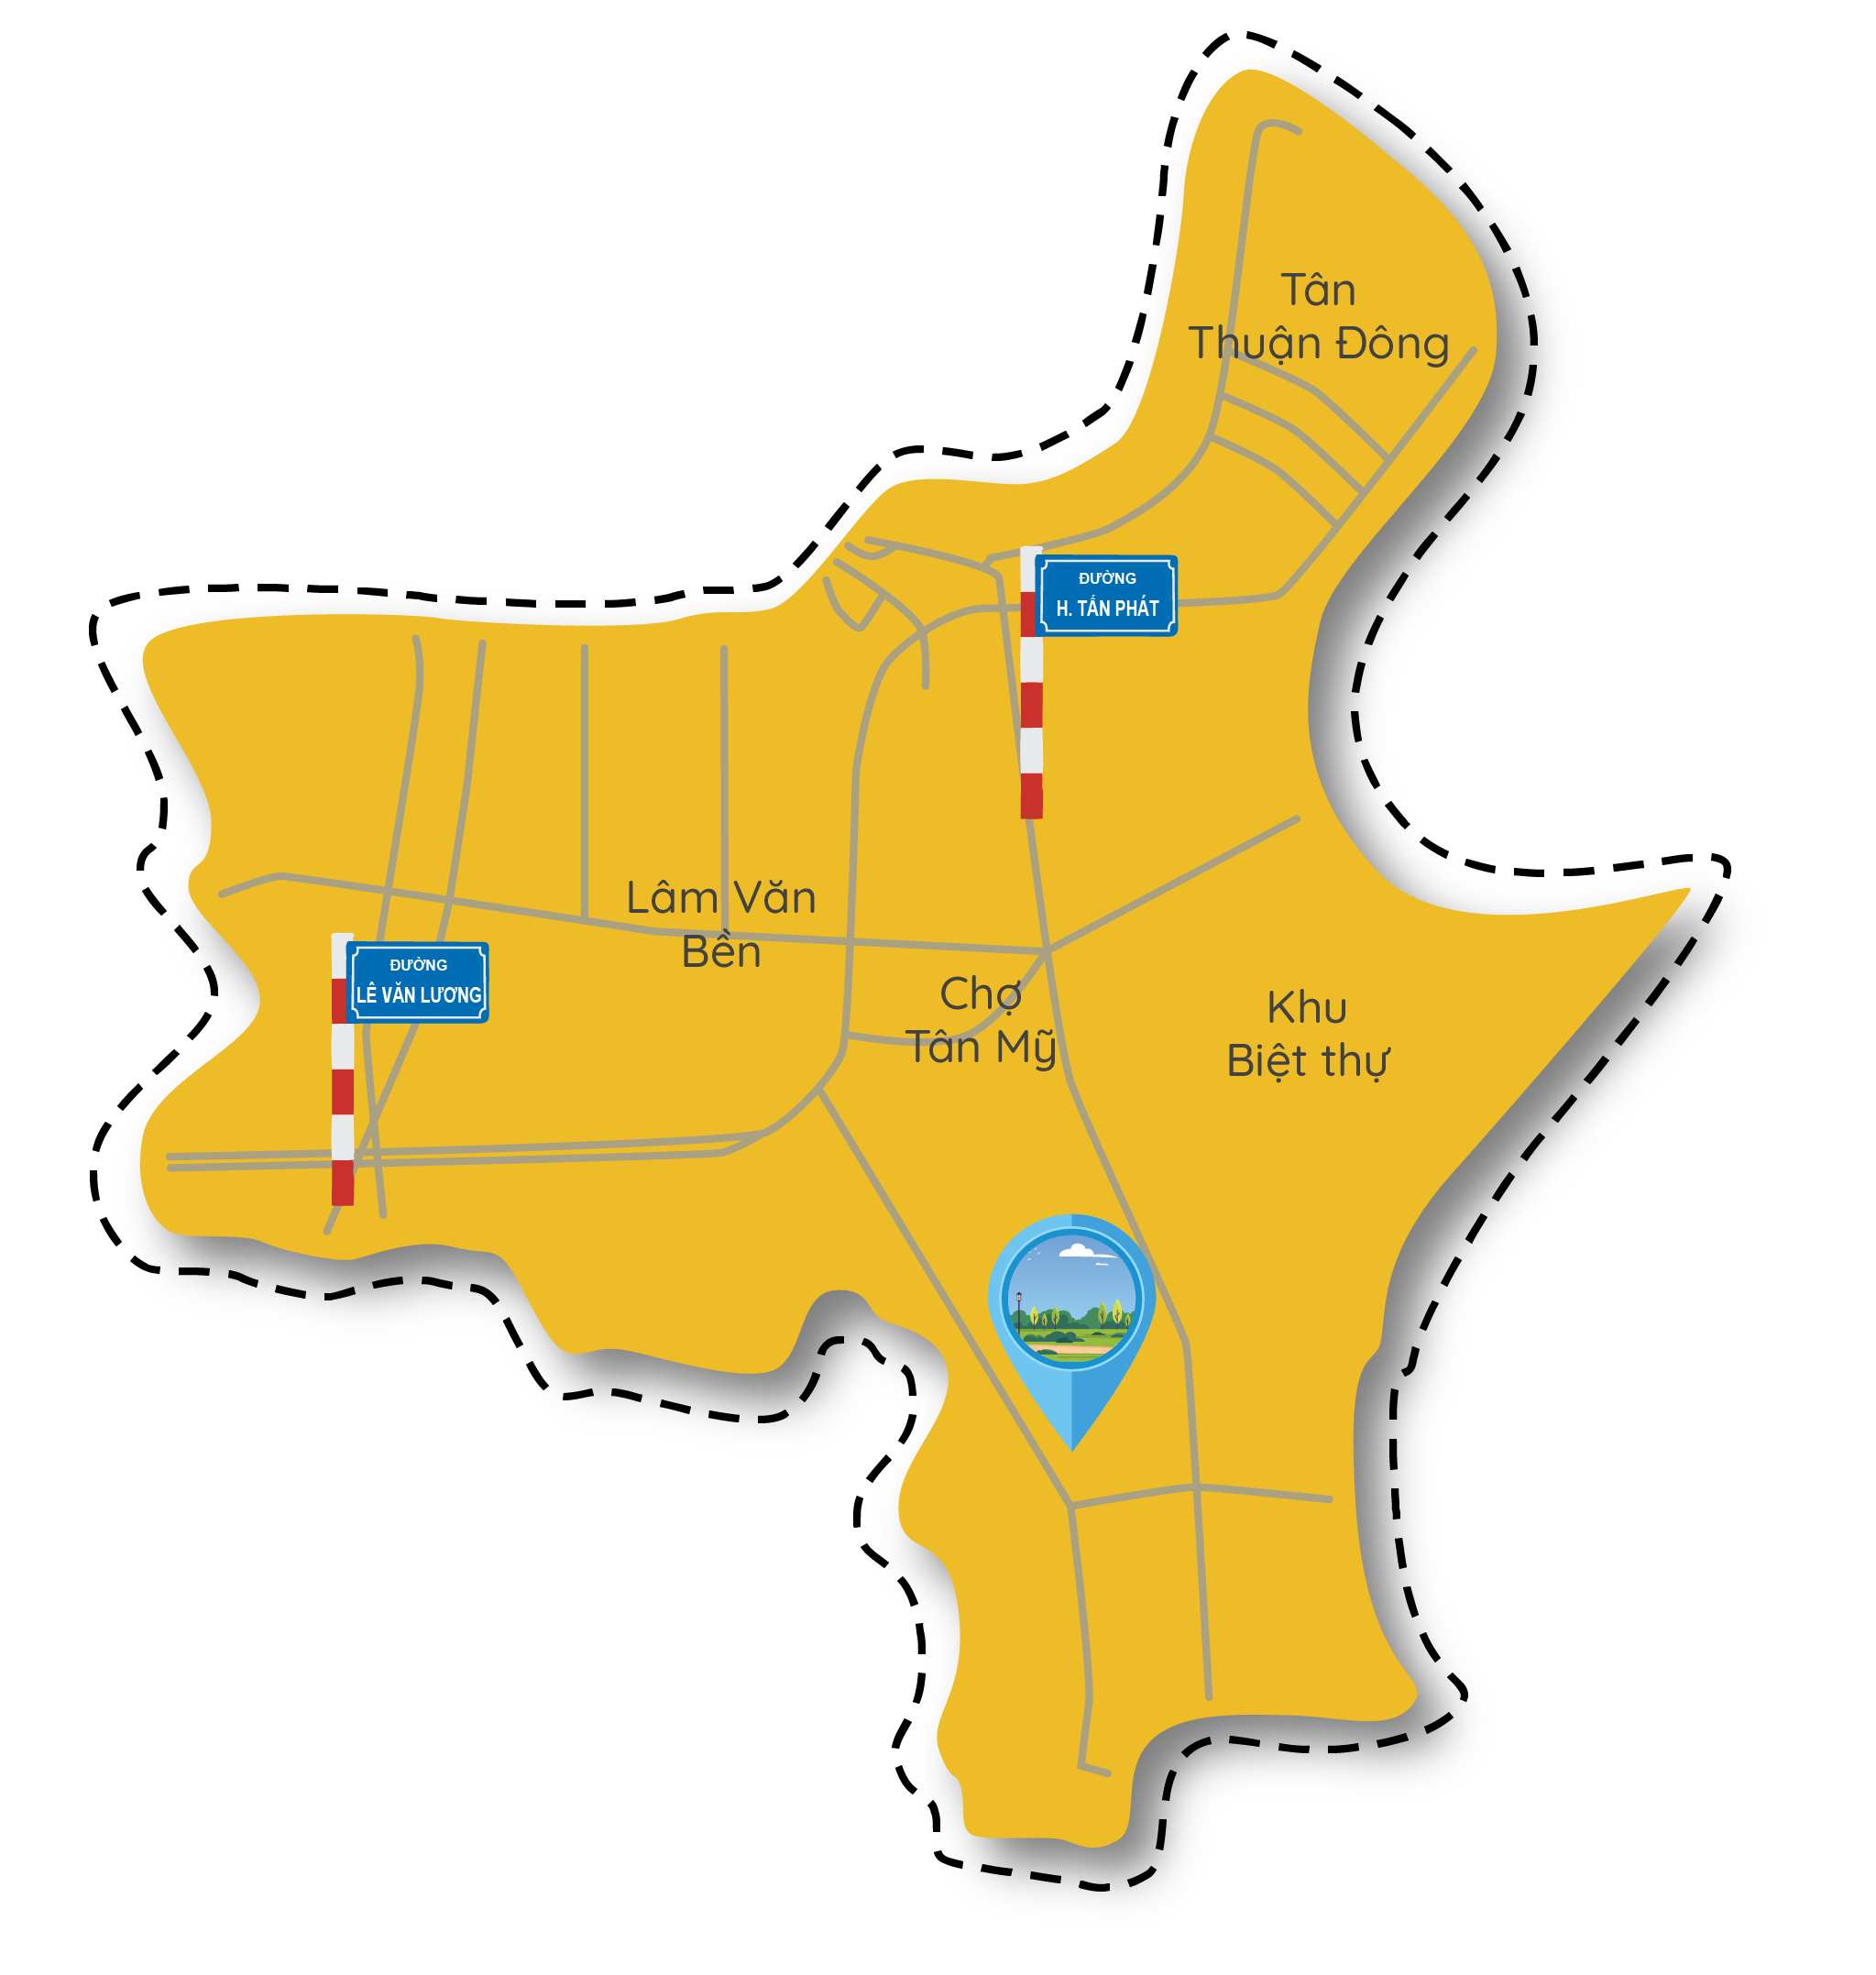 Tân
Thuận Đông
ĐƯỜNG
H. TẤN PHÁT
Lâm Văn
Bền
ĐƯỜNG
LÊ VĂN LƯƠNG
Chợ
Tân Mỹ
Khu
Biệt thự